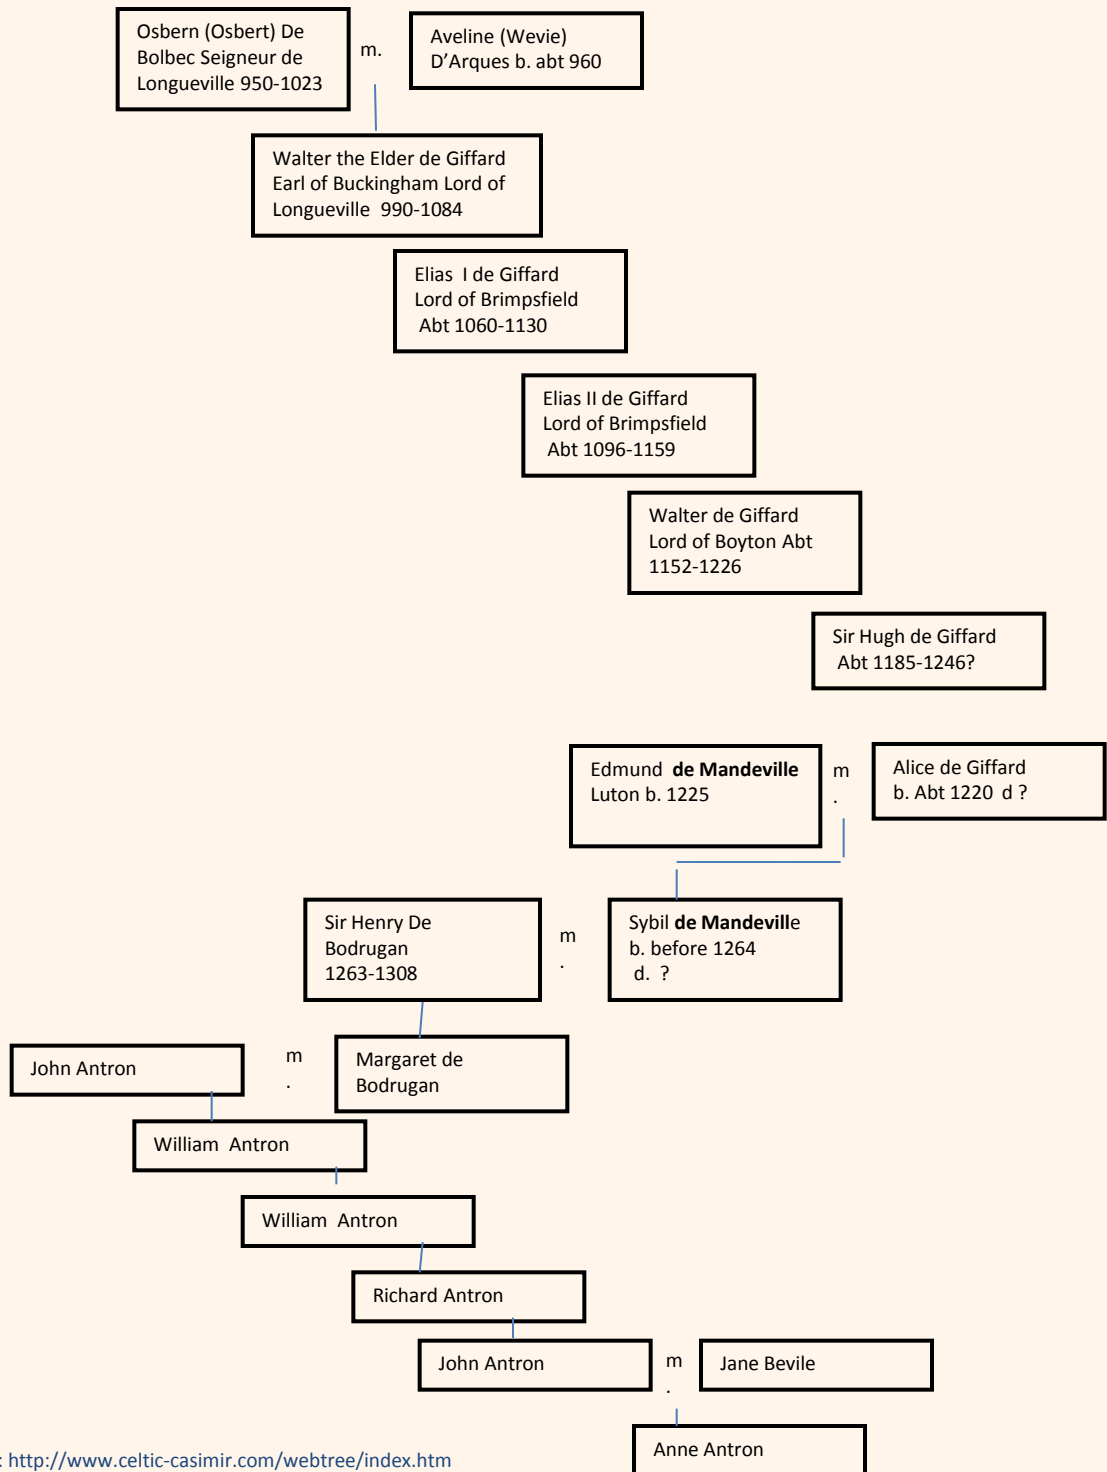 Osbern (Osbert) De
Bolbec Seigneur de
Longueville 950-1023
m.
Aveline (Wevie)
D'Arques b. abt 960
Walter the Elder de Giffard
Earl of Buckingham Lord of
Longueville 990-1084
Elias I de Giffard
Lord of Brimpsfield
Abt 1060-1130
Elias II de Giffard
Lord of Brimpsfield
Abt 1096-1159
Walter de Giffard
Lord of Boyton Abt
1152-1226
Sir Hugh de Giffard
Abt 1185-1246?
Edmund de Mandeville
Luton b. 1225
m
.
Alice de Giffard
b. Abt 1220 d ?
Sir Henry De
Bodrugan
1263-1308
m
.
Sybil de Mandeville
b. before 1264
d. ?
John Antron
m
.
Margaret de
Bodrugan
William Antron
William Antron
Richard Antron
John Antron
m
.
Jane Bevile
Anne Antron
: http://www.celtic-casimir.com/webtree/index.htm